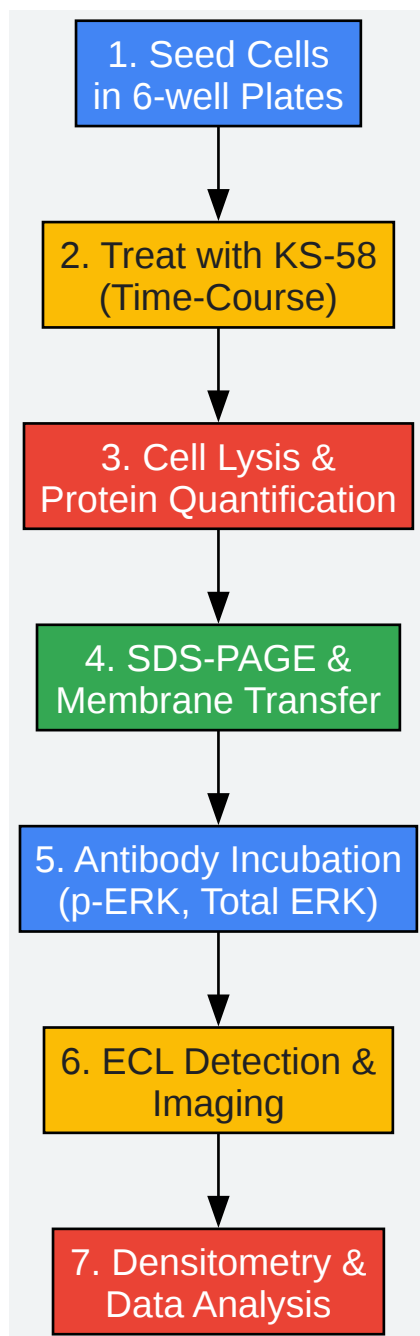 1. Seed Cells
in 6-well Plates
2. Treat with KS-58
(Time-Course)
3. Cell Lysis &
Protein Quantification
4. SDS-PAGE &
Membrane Transfer
5. Antibody Incubation
(p-ERK, Total ERK)
6. ECL Detection &
Imaging
7. Densitometry &
Data Analysis